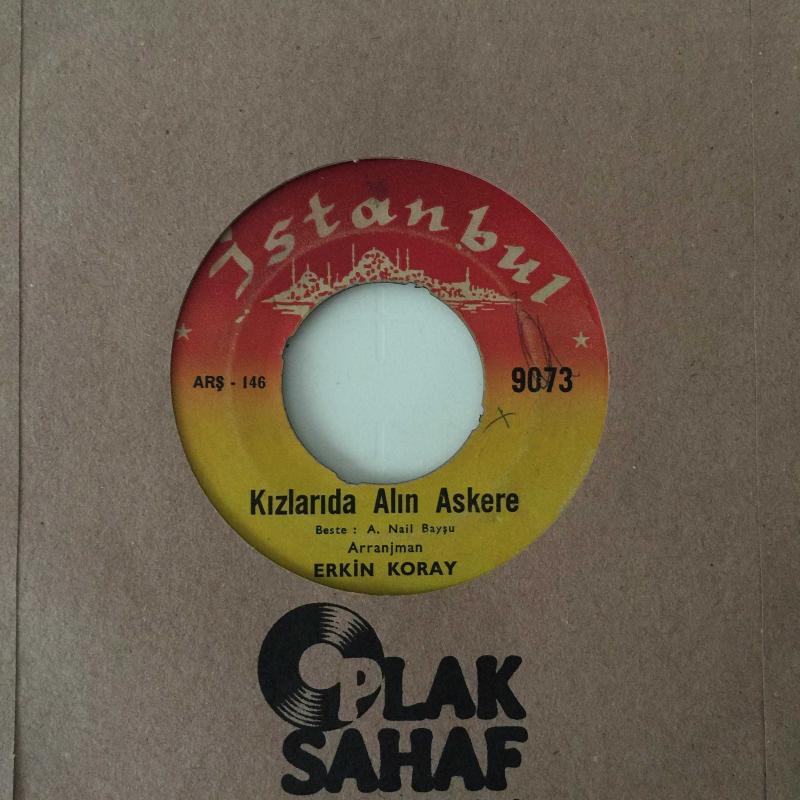 İstanbul
ARŞ - 146
9073
Kızlarıda Alın Askere
Beste : A. Nail Bayşu
Arranjman
ERKİN KORAY
PLAK
SAHAF